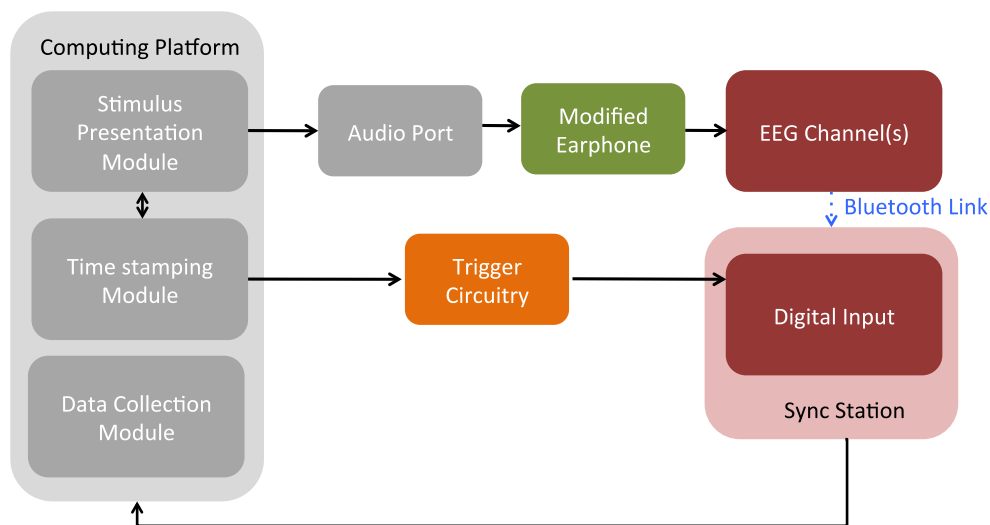 Computing Platform
Stimulus
Presentation
Module
Audio Port
Modified
Earphone
EEG Channel(s)
Bluetooth Link
Time stamping
Module
Trigger
Circuitry
Digital Input
Sync Station
Data Collection
Module